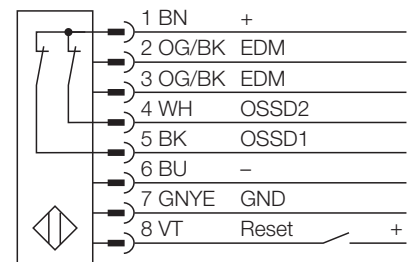 1 BN +
2 OG/BK EDM
3 OG/BK EDM
4 WH OSSD2
5 BK OSSD1
6 BU –
7 GNYE GND
8 VT Reset +